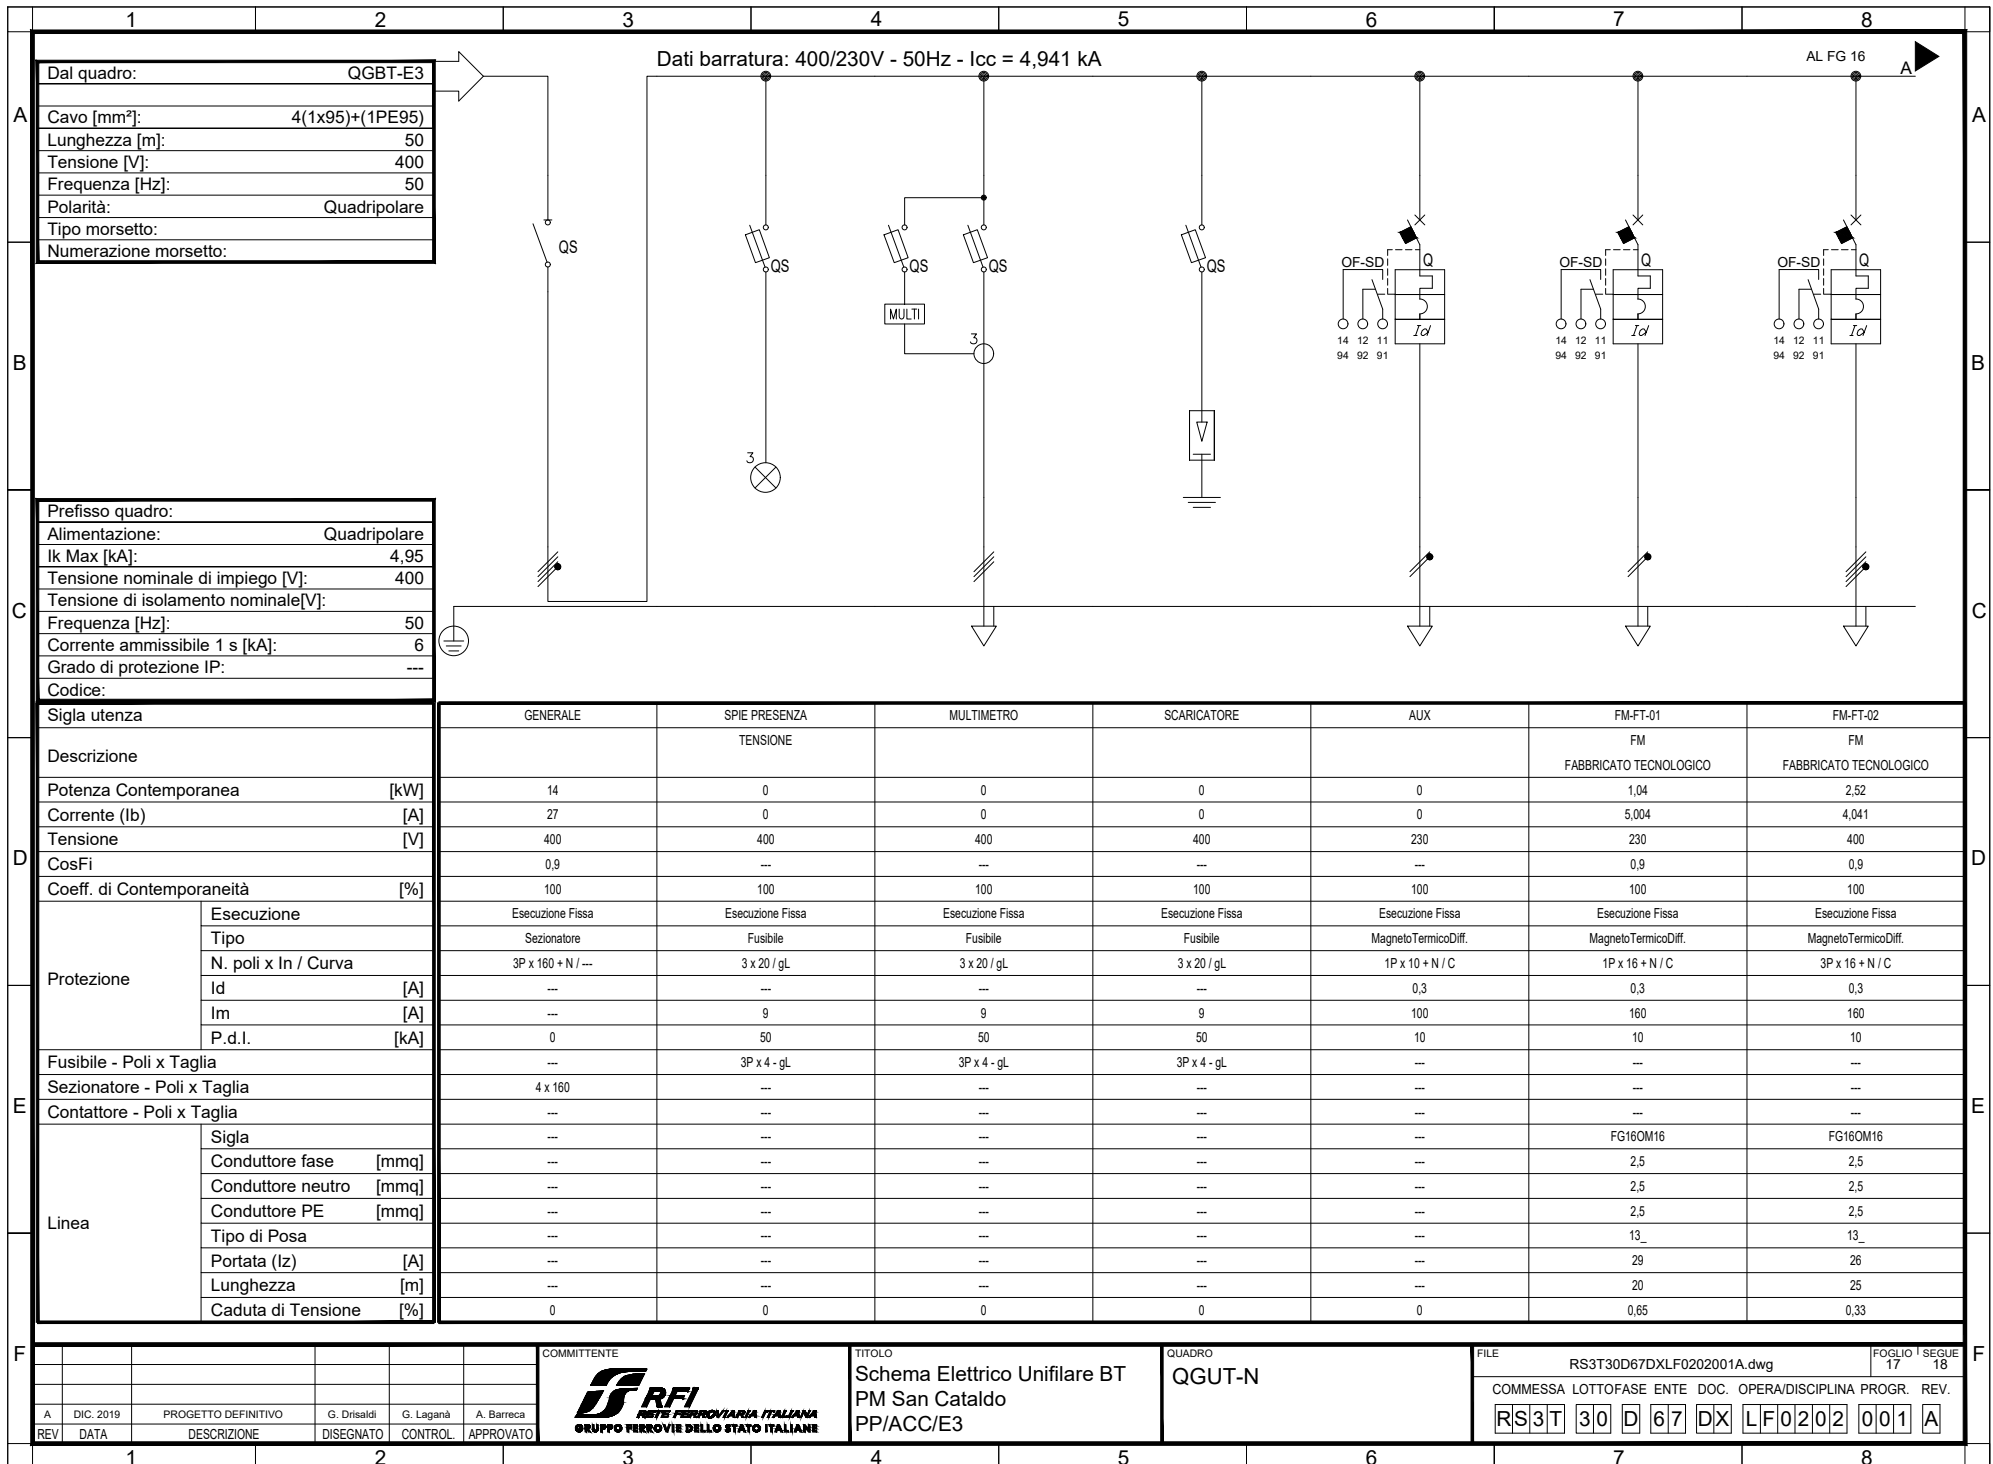 1 2 3 4 5 6 7 8
Dati barratura: 400/230V - 50Hz - Icc = 4,941 kA
AL FG 16
A
Dal quadro: QGBT-E3
Cavo [mm²]: 4(1x95)+(1PE95)
Lunghezza [m]: 50
Tensione [V]: 400
Frequenza [Hz]: 50
Polarità: Quadripolare
Tipo morsetto:
Numerazione morsetto:
A A
QS
QS
QS QS
QS
OF-SD Q
OF-SD Q
OF-SD Q
MULTI
3
Id
Id
Id
14 12 11
94 92 91
14 12 11
94 92 91
14 12 11
94 92 91
B B
3
Prefisso quadro:
Alimentazione: Quadripolare
Ik Max [kA]: 4,95
Tensione nominale di impiego [V]: 400
Tensione di isolamento nominale[V]:
Frequenza [Hz]: 50
Corrente ammissibile 1 s [kA]: 6
Grado di protezione IP: ---
Codice:
C C
Sigla utenza GENERALE SPIE PRESENZA MULTIMETRO SCARICATORE AUX FM-FT-01 FM-FT-02
Descrizione TENSIONE FM FM
FABBRICATO TECNOLOGICO FABBRICATO TECNOLOGICO
Potenza Contemporanea [kW] 14 0 0 0 0 1,04 2,52
Corrente (Ib) [A] 27 0 0 0 0 5,004 4,041
Tensione [V] 400 400 400 400 230 230 400
D D
CosFi 0,9 --- --- --- --- 0,9 0,9
Coeff. di Contemporaneità [%] 100 100 100 100 100 100 100
Protezione
Esecuzione Esecuzione Fissa Esecuzione Fissa Esecuzione Fissa Esecuzione Fissa Esecuzione Fissa Esecuzione Fissa Esecuzione Fissa
Tipo Sezionatore Fusibile Fusibile Fusibile MagnetoTermicoDiff. MagnetoTermicoDiff. MagnetoTermicoDiff.
N. poli x In / Curva 3P x 160 + N / --- 3 x 20 / gL 3 x 20 / gL 3 x 20 / gL 1P x 10 + N / C 1P x 16 + N / C 3P x 16 + N / C
Id [A] --- --- --- --- 0,3 0,3 0,3
Im [A] --- 9 9 9 100 160 160
P.d.I. [kA] 0 50 50 50 10 10 10
Fusibile - Poli x Taglia --- 3P x 4 - gL 3P x 4 - gL 3P x 4 - gL --- --- ---
Sezionatore - Poli x Taglia 4 x 160 --- --- --- --- --- ---
E E
Contattore - Poli x Taglia --- --- --- --- --- --- ---
Linea
Sigla --- --- --- --- --- FG16OM16 FG16OM16
Conduttore fase [mmq] --- --- --- --- --- 2,5 2,5
Conduttore neutro [mmq] --- --- --- --- --- 2,5 2,5
Conduttore PE [mmq] --- --- --- --- --- 2,5 2,5
Tipo di Posa --- --- --- --- --- 13_ 13_
Portata (Iz) [A] --- --- --- --- --- 29 26
Lunghezza [m] --- --- --- --- --- 20 25
Caduta di Tensione [%] 0 0 0 0 0 0,65 0,33
F F
A DIC. 2019 PROGETTO DEFINITIVO G. Drisaldi G. Laganà A. Barreca
REV DATA DESCRIZIONE DISEGNATO CONTROL. APPROVATO
COMMITTENTE
RFI
RETE FERROVIARIA ITALIANA
GRUPPO FERROVIE DELLO STATO ITALIANE
TITOLO
Schema Elettrico Unifilare BT
PM San Cataldo
PP/ACC/E3
QUADRO
QGUT-N
FILE
RS3T30D67DXLF0202001A.dwg
FOGLIO SEGUE
17 18
COMMESSA LOTTO FASE ENTE DOC. OPERA/DISCIPLINA PROGR. REV.
RS3T 30 D 67 DX LF0202 001 A
1 2 3 4 5 6 7 8